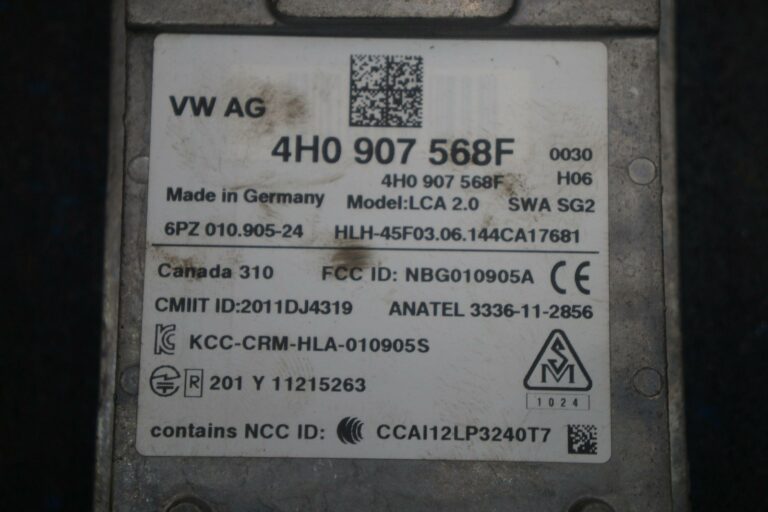 VW AG
4H0 907 568F 0030
4H0 907 568F H06
Made in Germany Model:LCA 2.0 SWA SG2
6PZ 010.905-24 HLH-45F03.06.144CA17681
Canada 310 FCC ID: NBG010905A CE
CMIIT ID:2011DJ4319 ANATEL 3336-11-2856
KCC-CRM-HLA-010905S
R 201 Y 11215263
S M
1024
contains NCC ID: CCAI12LP3240T7